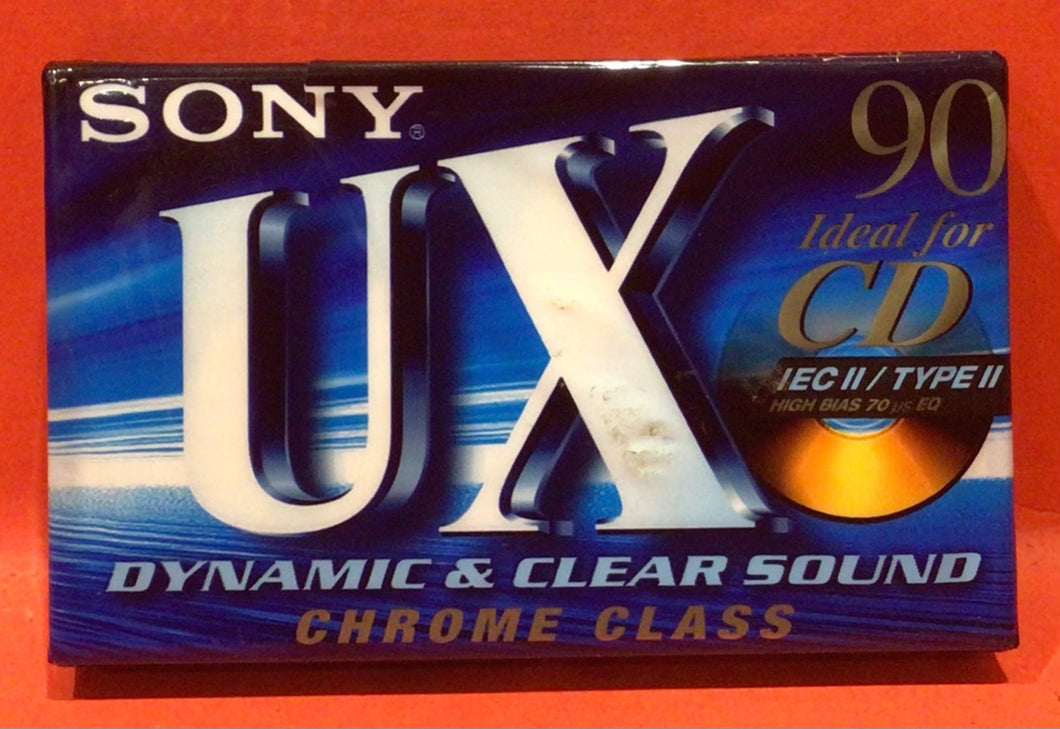 SONY®
UX
90
Ideal for
CD
IEC II / TYPE II
HIGH BIAS 70 µs EQ
DYNAMIC & CLEAR SOUND
CHROME CLASS